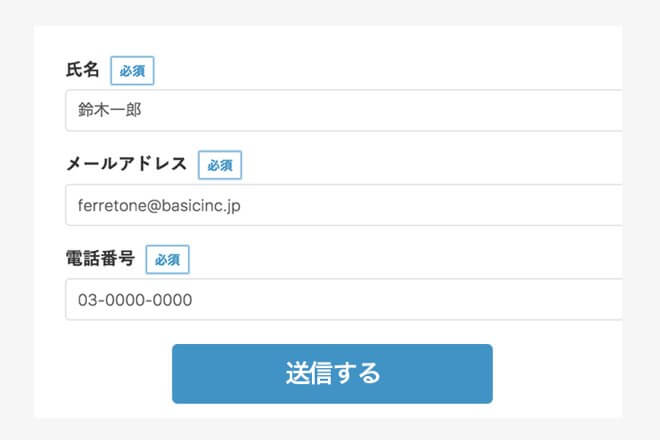 氏名 必須
鈴木一郎
メールアドレス 必須
ferretone@basicinc.jp
電話番号 必須
03-0000-0000
送信する